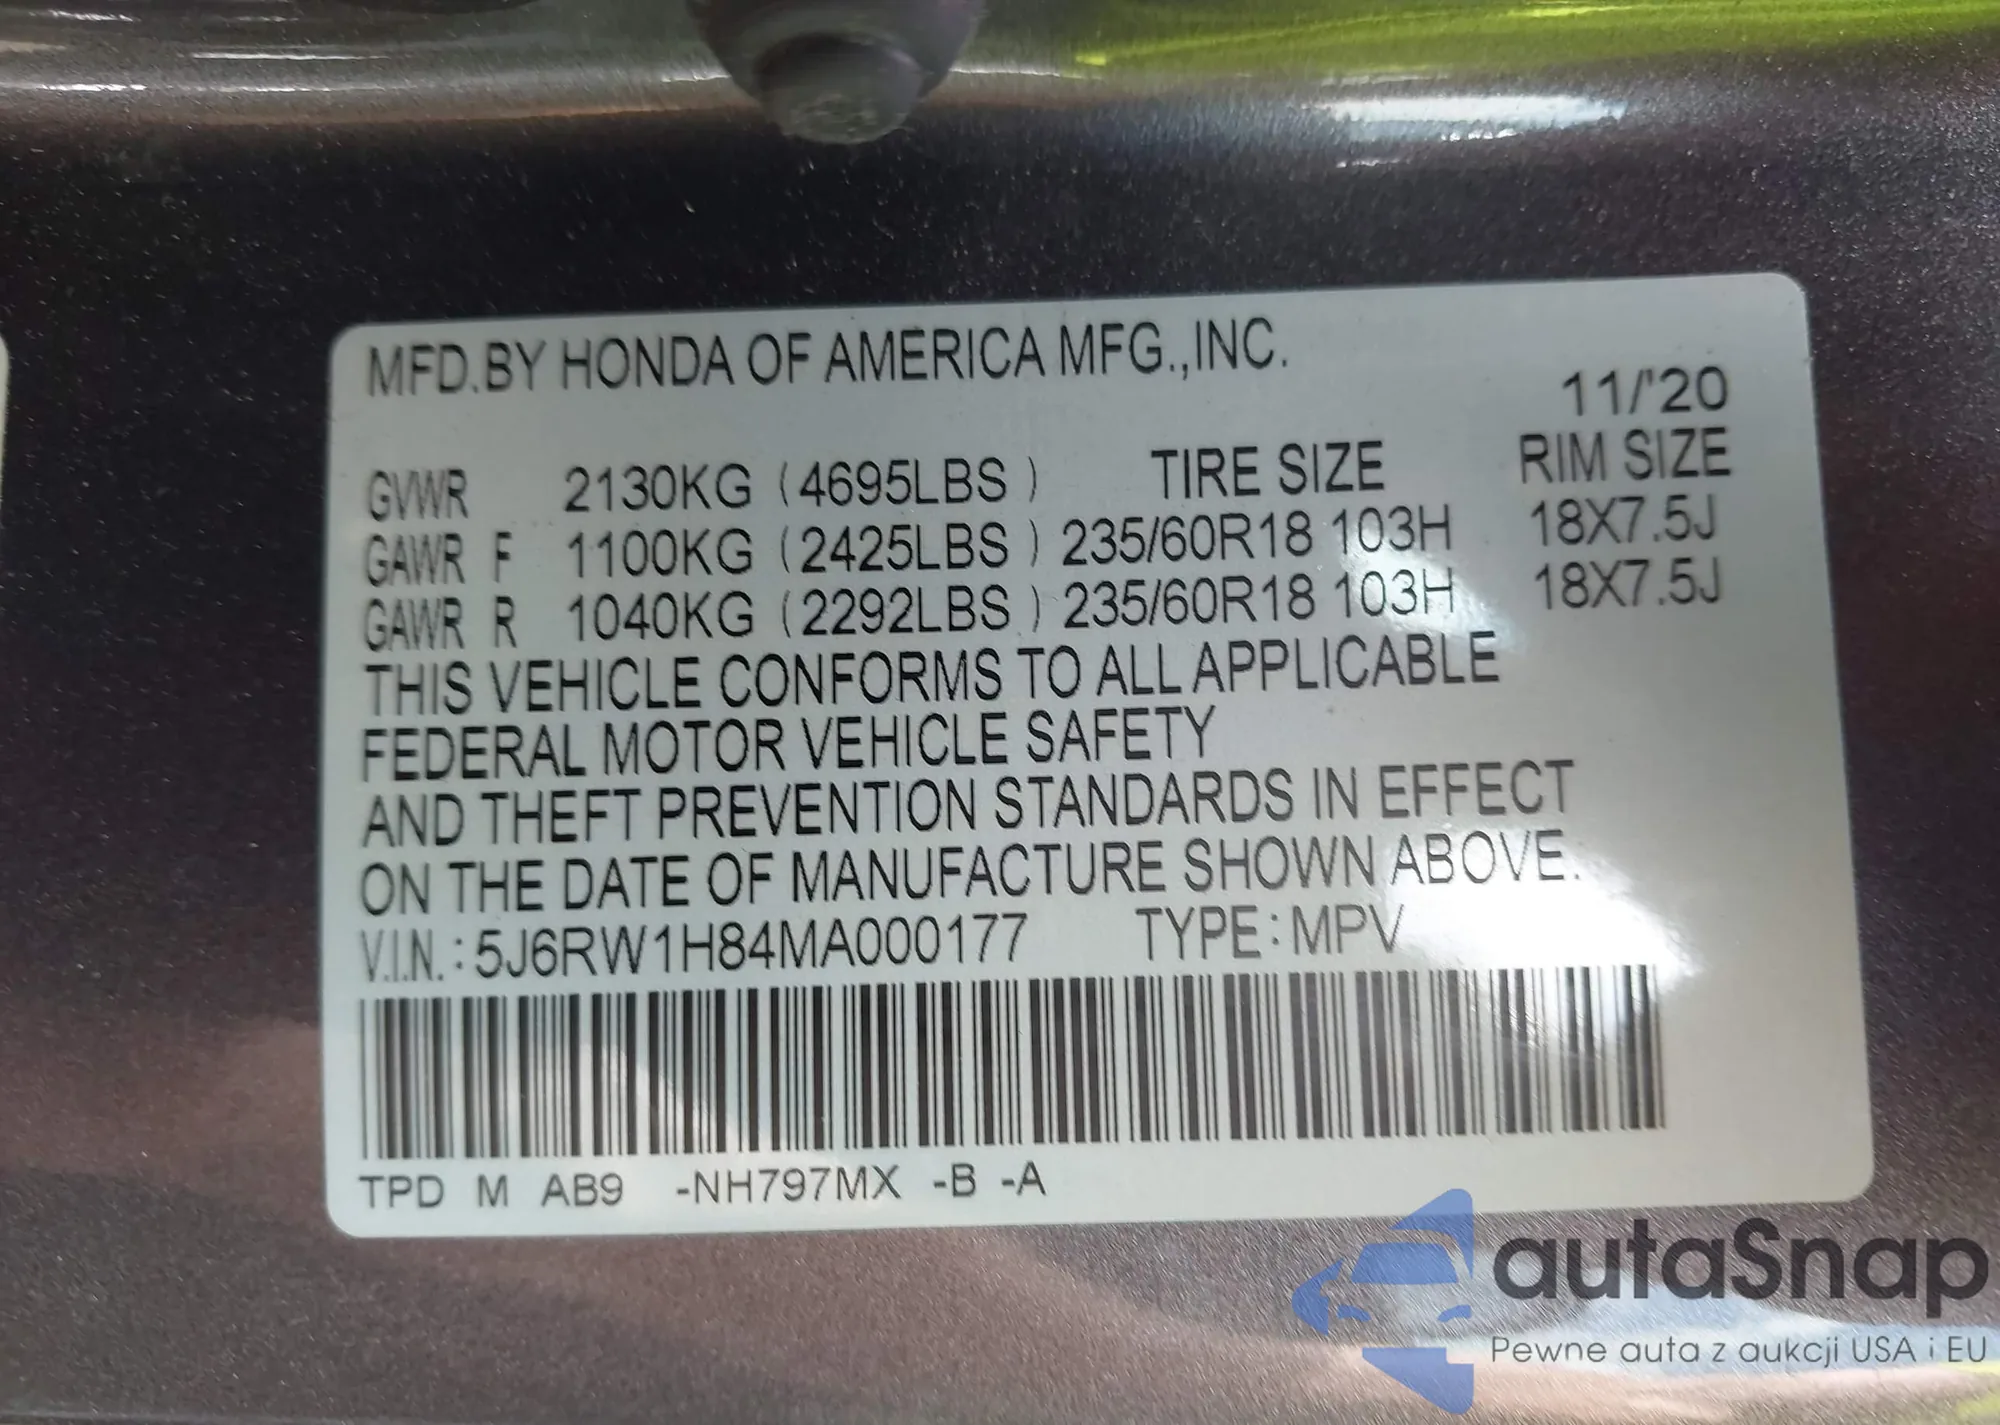 MFD.BY HONDA OF AMERICA MFG.,INC.
11/'20
GVWR 2130KG (4695LBS) TIRE SIZE RIM SIZE
GAWR F 1100KG (2425LBS) 235/60R18 103H 18X7.5J
GAWR R 1040KG (2292LBS) 235/60R18 103H 18X7.5J
THIS VEHICLE CONFORMS TO ALL APPLICABLE
FEDERAL MOTOR VEHICLE SAFETY
AND THEFT PREVENTION STANDARDS IN EFFECT
ON THE DATE OF MANUFACTURE SHOWN ABOVE.
V.I.N.: 5J6RW1H84MA000177 TYPE: MPV
TPD M AB9 -NH797MX -B -A
autaSnap
Pewne auta z aukcji USA i EU